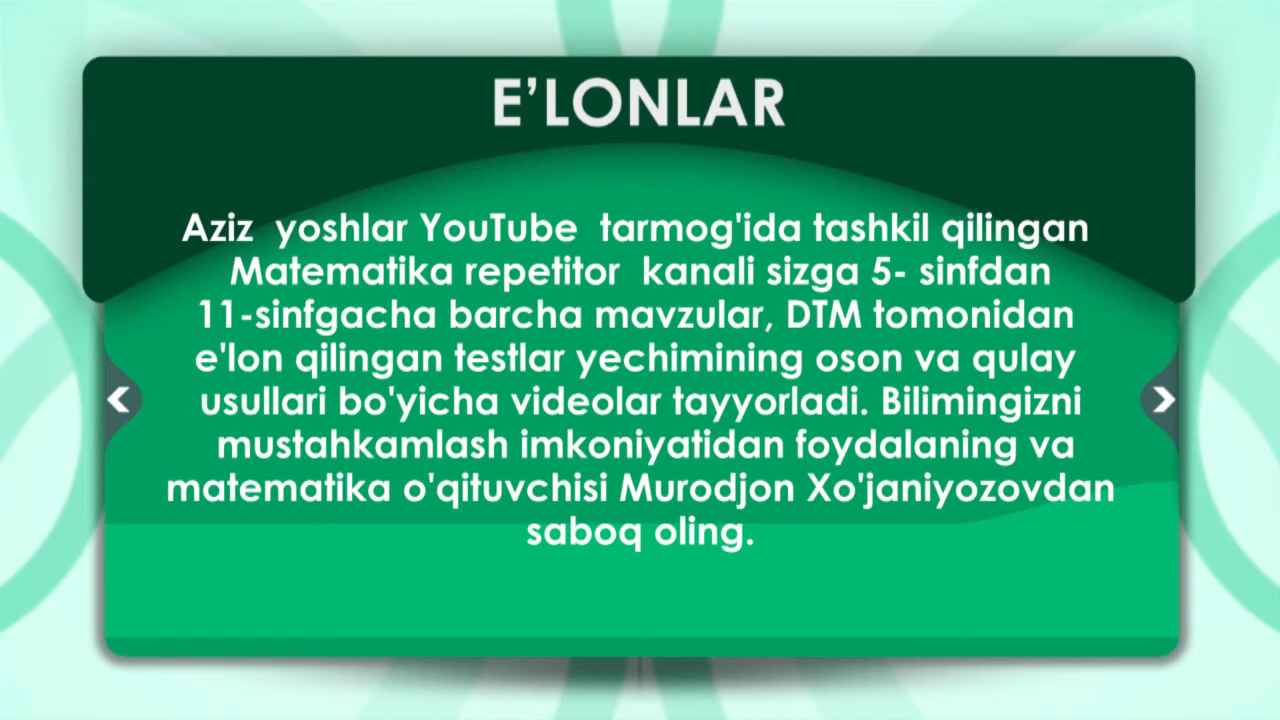 E’LONLAR
Aziz yoshlar YouTube tarmog'ida tashkil qilingan
Matematika repetitor kanali sizga 5- sinfdan
11-sinfgacha barcha mavzular, DTM tomonidan
e'lon qilingan testlar yechimining oson va qulay
usullari bo'yicha videolar tayyorladi. Bilimingizni
mustahkamlash imkoniyatidan foydalaning va
matematika o'qituvchisi Murodjon Xo'janiyozovdan
saboq oling.